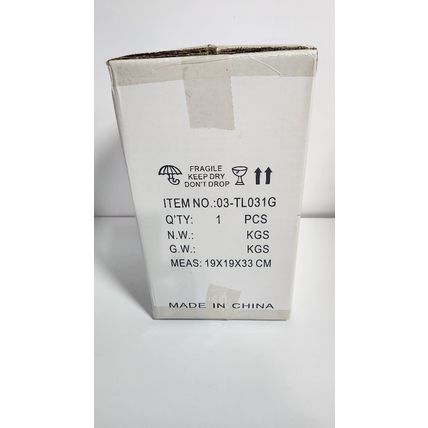 FRAGILE
KEEP DRY
DON'T DROP
ITEM NO.:03-TL031G
Q'TY: 1 PCS
N.W.: KGS
G.W.: KGS
MEAS: 19X19X33 CM
MADE IN CHINA